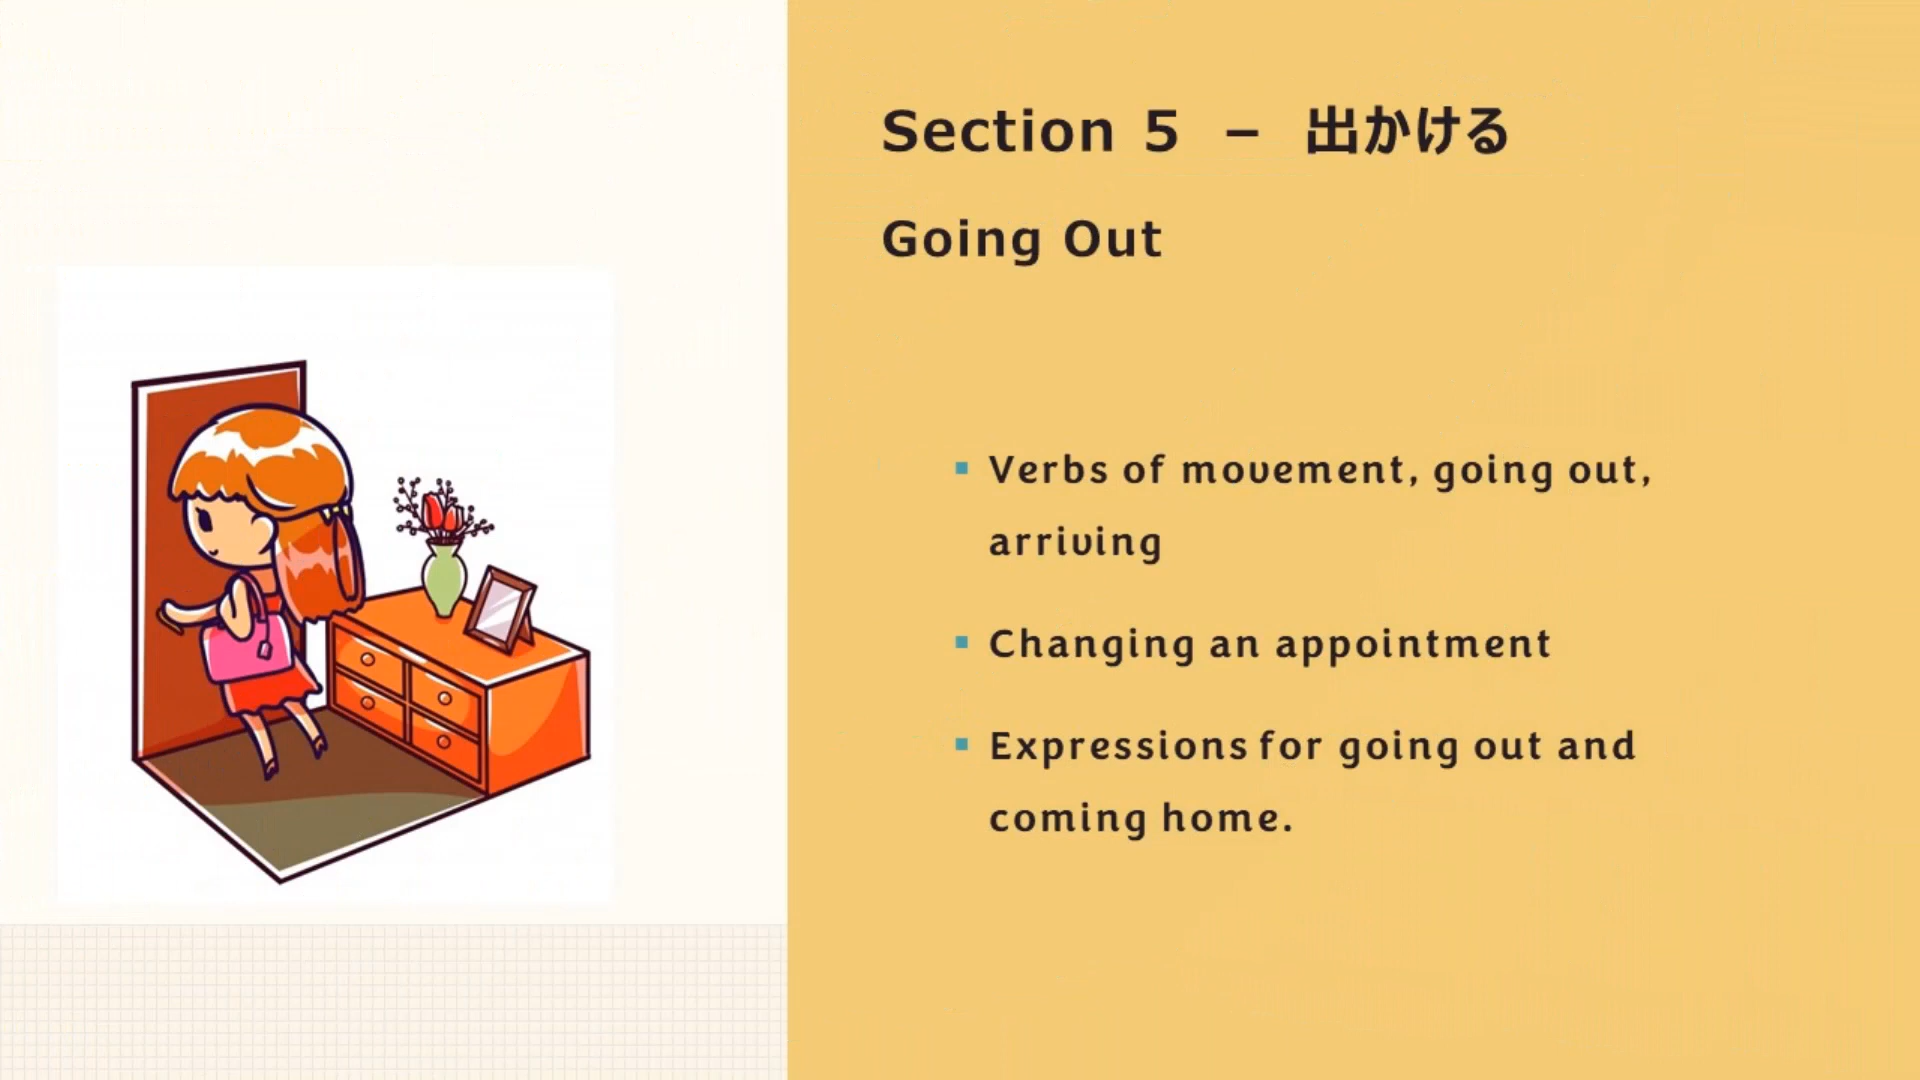 Section 5 – 出かける
Going Out
▪ Verbs of movement, going out,
arriving
▪ Changing an appointment
▪ Expressions for going out and
coming home.